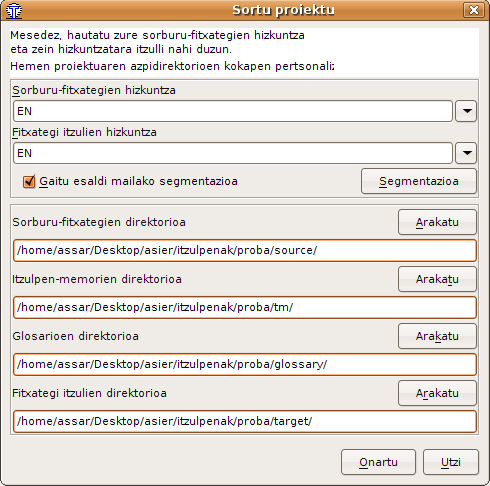 Sortu proiektu
Mesedez, hautatu zure sorburu-fitxategien hizkuntza
eta zein hizkuntzatara itzulli nahi duzun.
Hemen proiektuaren azpidirektorioen kokapen pertsonaliz
Sorburu-fitxategien hizkuntza
EN
Fitxategi itzulien hizkuntza
EN
Gaitu esaldi mailako segmentazioa Segmentazioa
Sorburu-fitxategien direktorioa Arakatu
/home/assar/Desktop/asier/itzulpenak/proba/source/
Itzulpen-memorien direktorioa Arakatu
/home/assar/Desktop/asier/itzulpenak/proba/tm/
Glosarioen direktorioa Arakatu
/home/assar/Desktop/asier/itzulpenak/proba/glossary/
Fitxategi itzulien direktorioa Arakatu
/home/assar/Desktop/asier/itzulpenak/proba/target/
Onartu Utzi